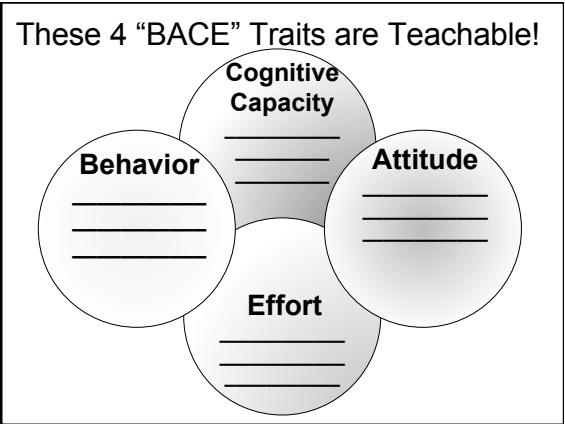 These 4 “BACE” Traits are Teachable!
Cognitive
Capacity
Behavior
Attitude
Effort